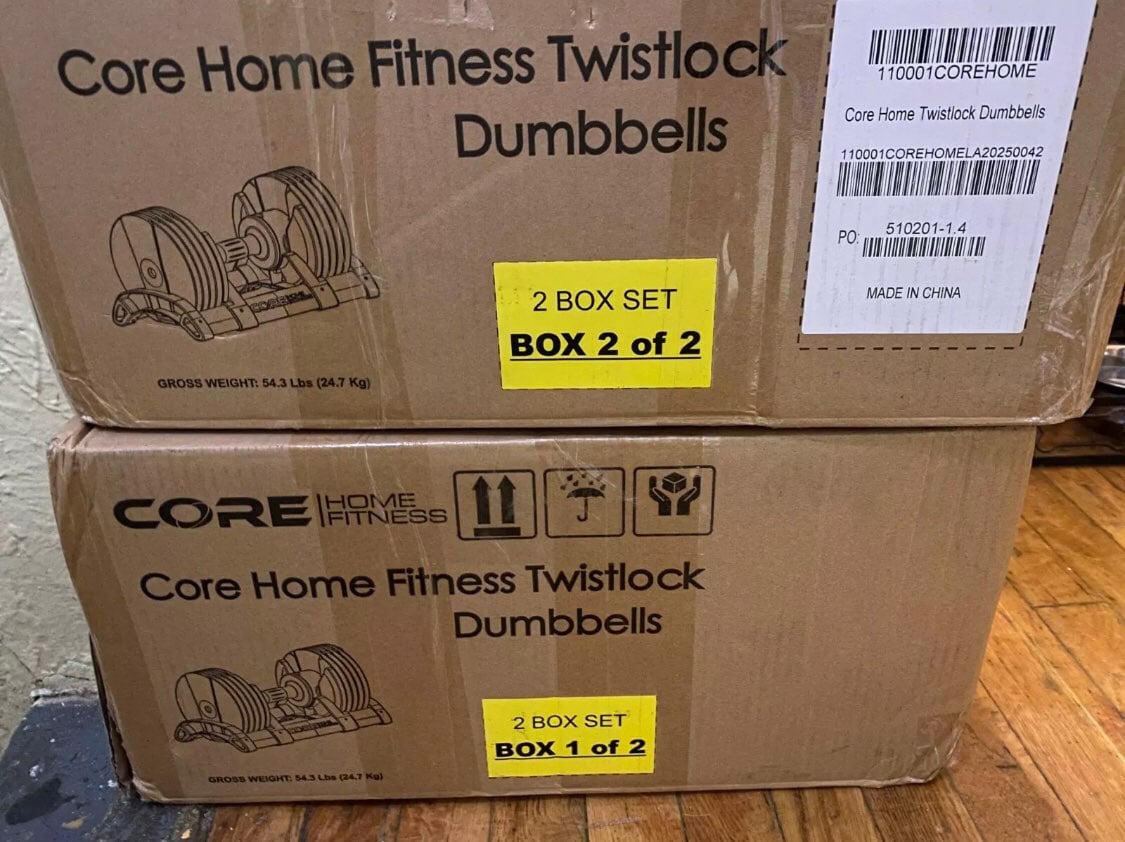 Core Home Fitness Twistlock
Dumbbells
110001COREHOME
Core Home Twistlock Dumbbells
110001COREHOMELA20250042
PO: 510201-1.4
MADE IN CHINA
2 BOX SET
BOX 2 of 2
GROSS WEIGHT: 54.3 Lbs (24.7 Kg)
CORE HOME
FITNESS
Core Home Fitness Twistlock
Dumbbells
2 BOX SET
BOX 1 of 2
GROSS WEIGHT: 54.3 Lbs (24.7 Kg)